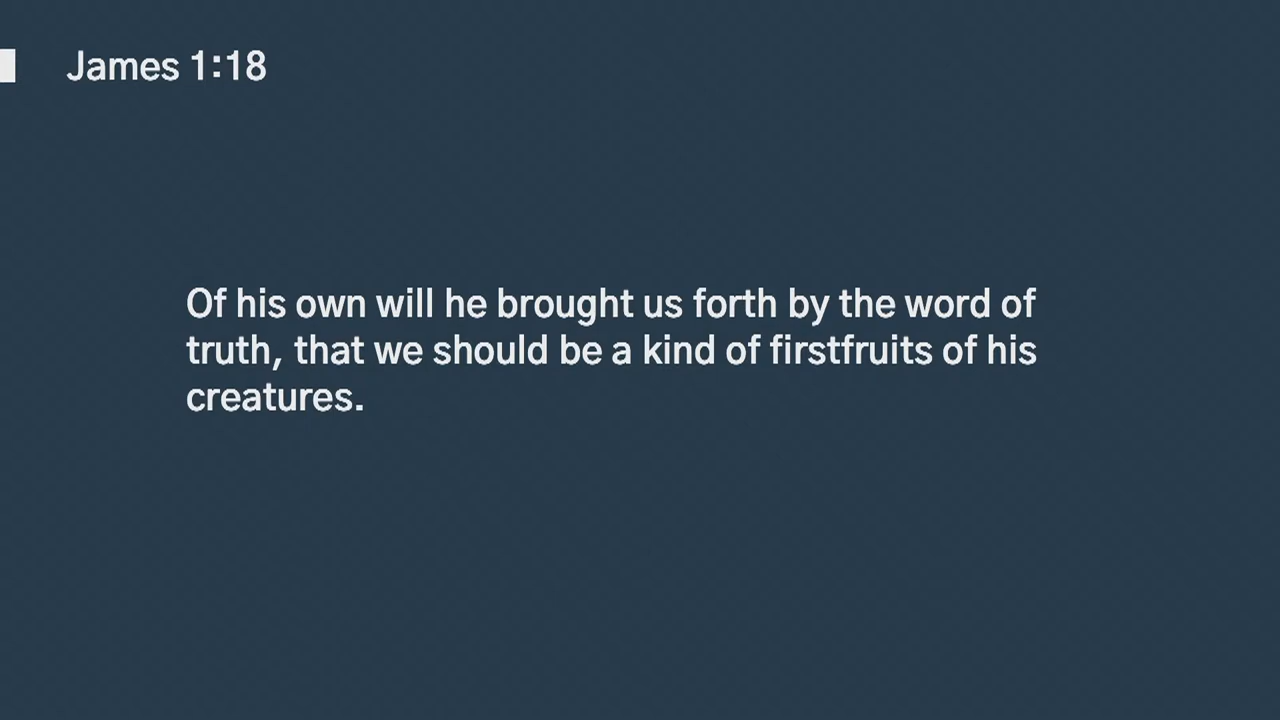 James 1:18
Of his own will he brought us forth by the word of
truth, that we should be a kind of firstfruits of his
creatures.